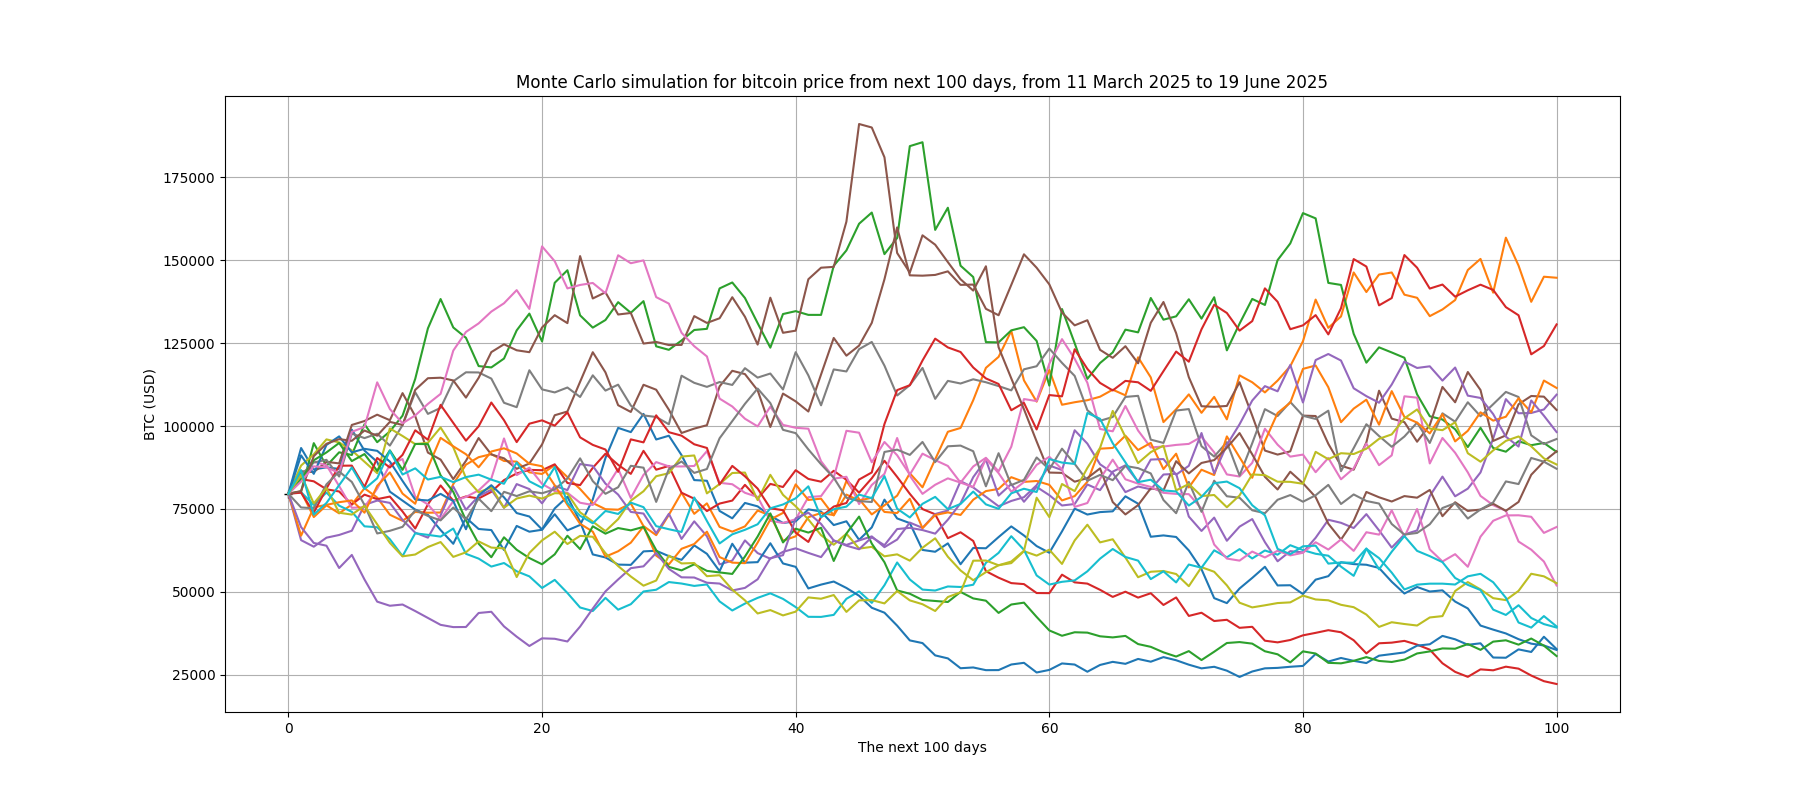 Monte Carlo simulation for bitcoin price from next 100 days, from 11 March 2025 to 19 June 2025
BTC (USD)
175000
150000
125000
100000
75000
50000
25000
0 20 40 60 80 100
The next 100 days